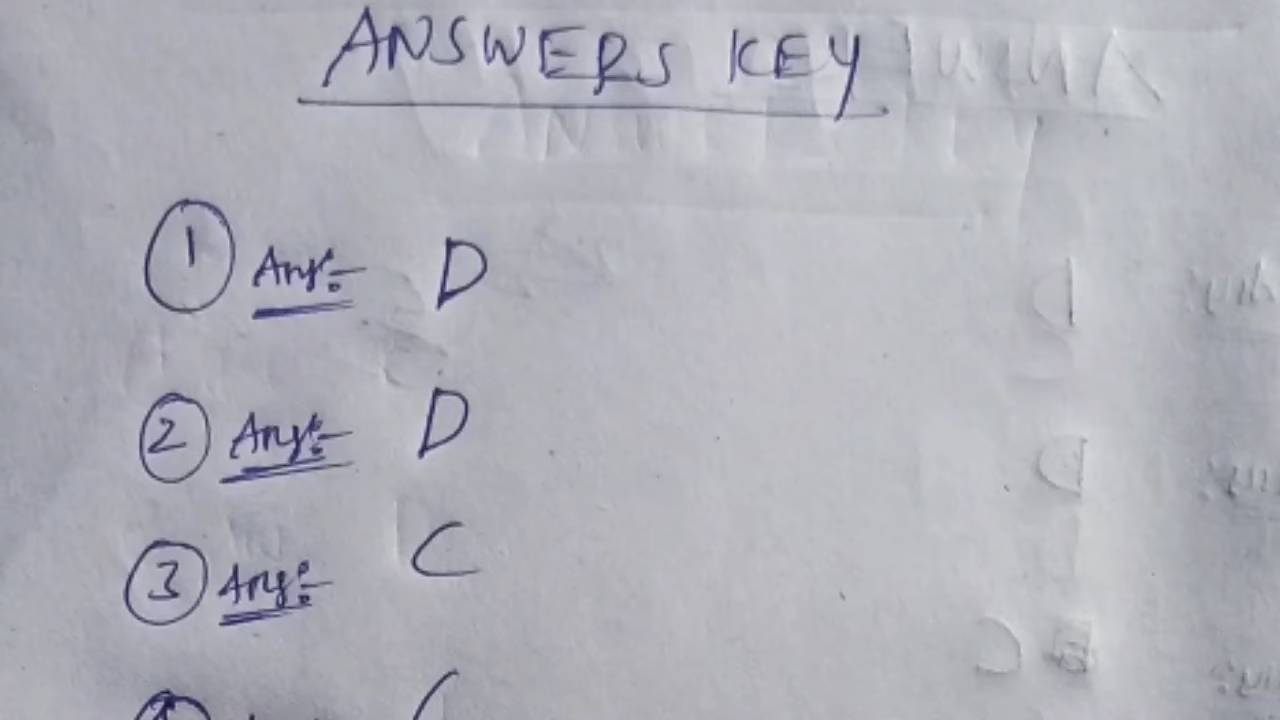 ANSWERS KEY
① Ans:- D
② Ans:- D
③ Ans:- C